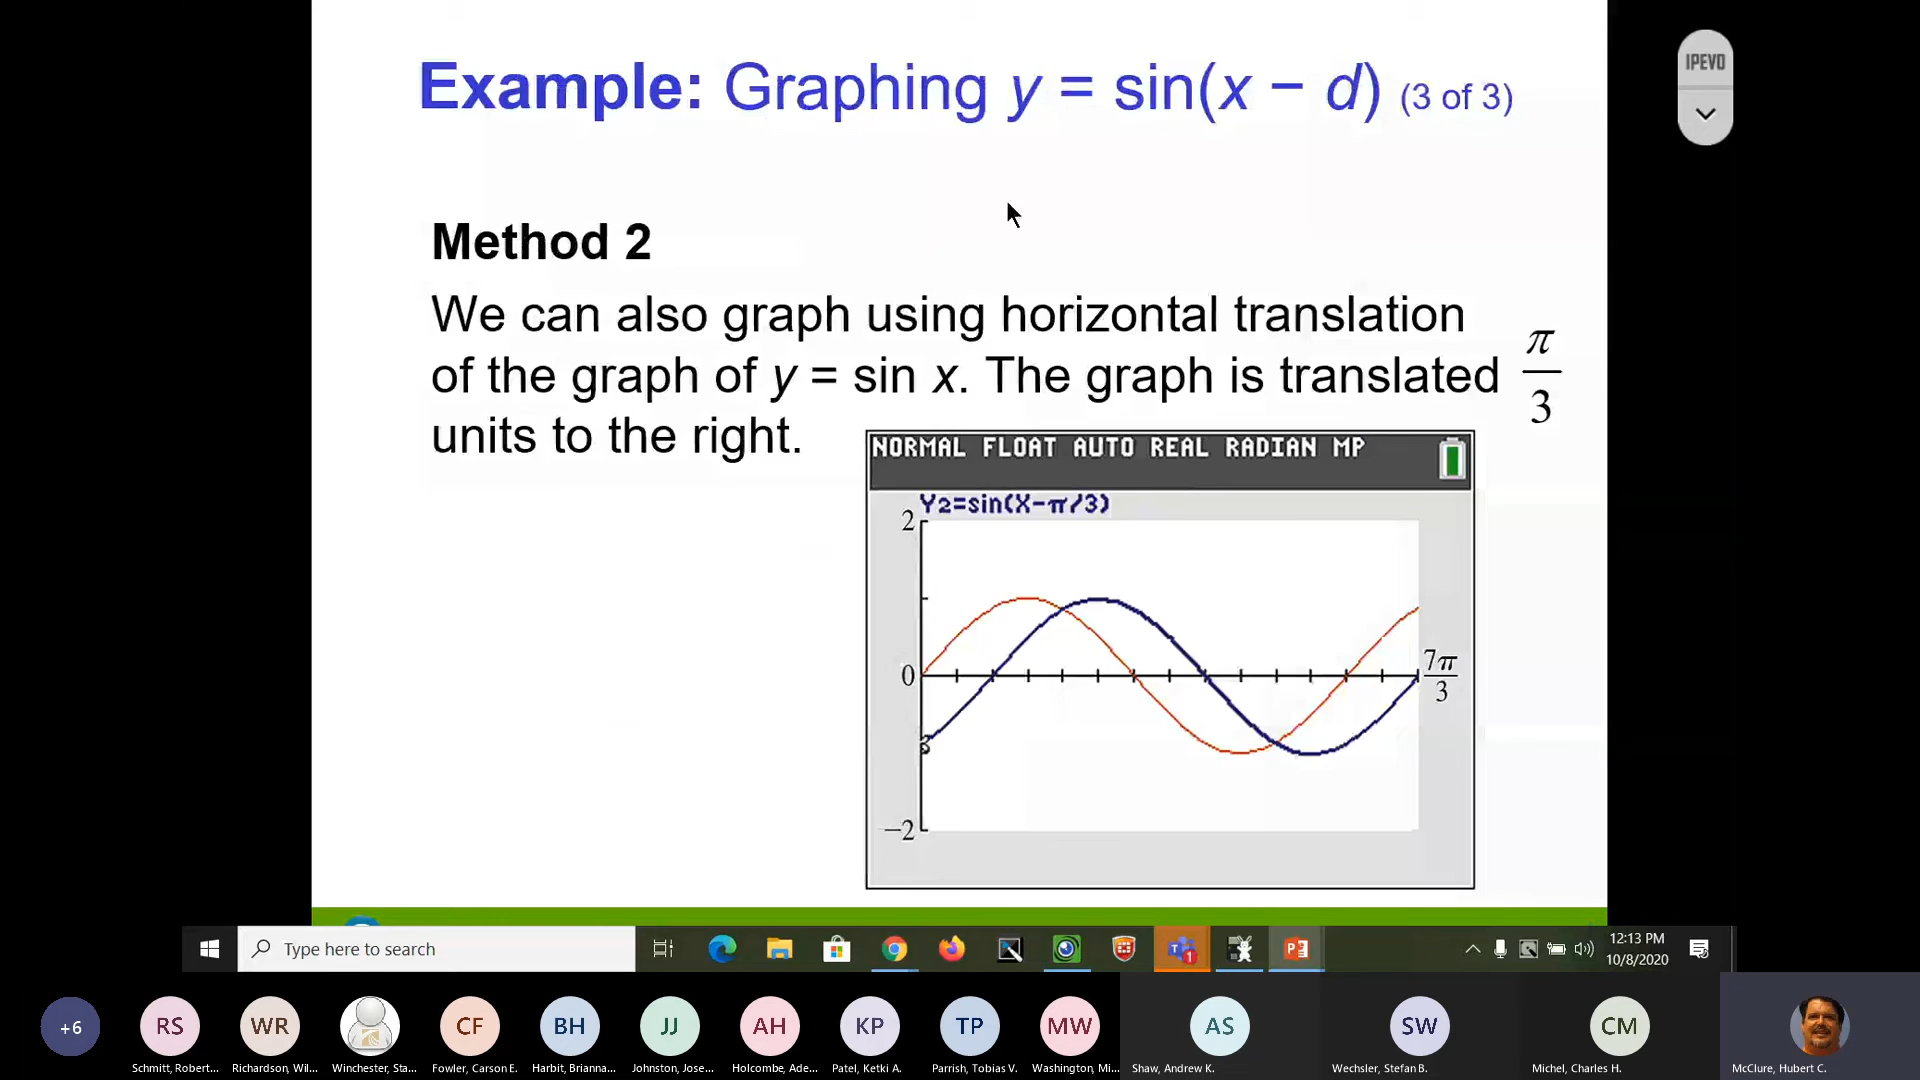 Example: Graphing y = sin(x − d) (3 of 3)
IPEVO
Method 2
We can also graph using horizontal translation
of the graph of y = sin x. The graph is translated π/3
units to the right.
NORMAL FLOAT AUTO REAL RADIAN MP
Y2=sin(X-π/3)
2
0
7π/3
−2
Type here to search
1
12:13 PM
10/8/2020
+6
RS
WR
CF
BH
JJ
AH
KP
TP
MW
AS
SW
CM
Schmitt, Robert...
Richardson, Wil...
Winchester, Sta...
Fowler, Carson E.
Harbit, Brianna...
Johnston, Jose...
Holcombe, Ade...
Patel, Ketki A.
Parrish, Tobias V.
Washington, Mi...
Shaw, Andrew K.
Wechsler, Stefan B.
Michel, Charles H.
McClure, Hubert C.